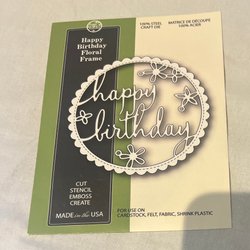 Happy
Birthday
Floral
Frame
100% STEEL
CRAFT DIE
MATRICE DE DÉCOUPE
100% ACIER
happy
birthday
CUT
STENCIL
EMBOSS
CREATE
MADE in the USA
FOR USE ON
CARDSTOCK, FELT, FABRIC, SHRINK PLASTIC